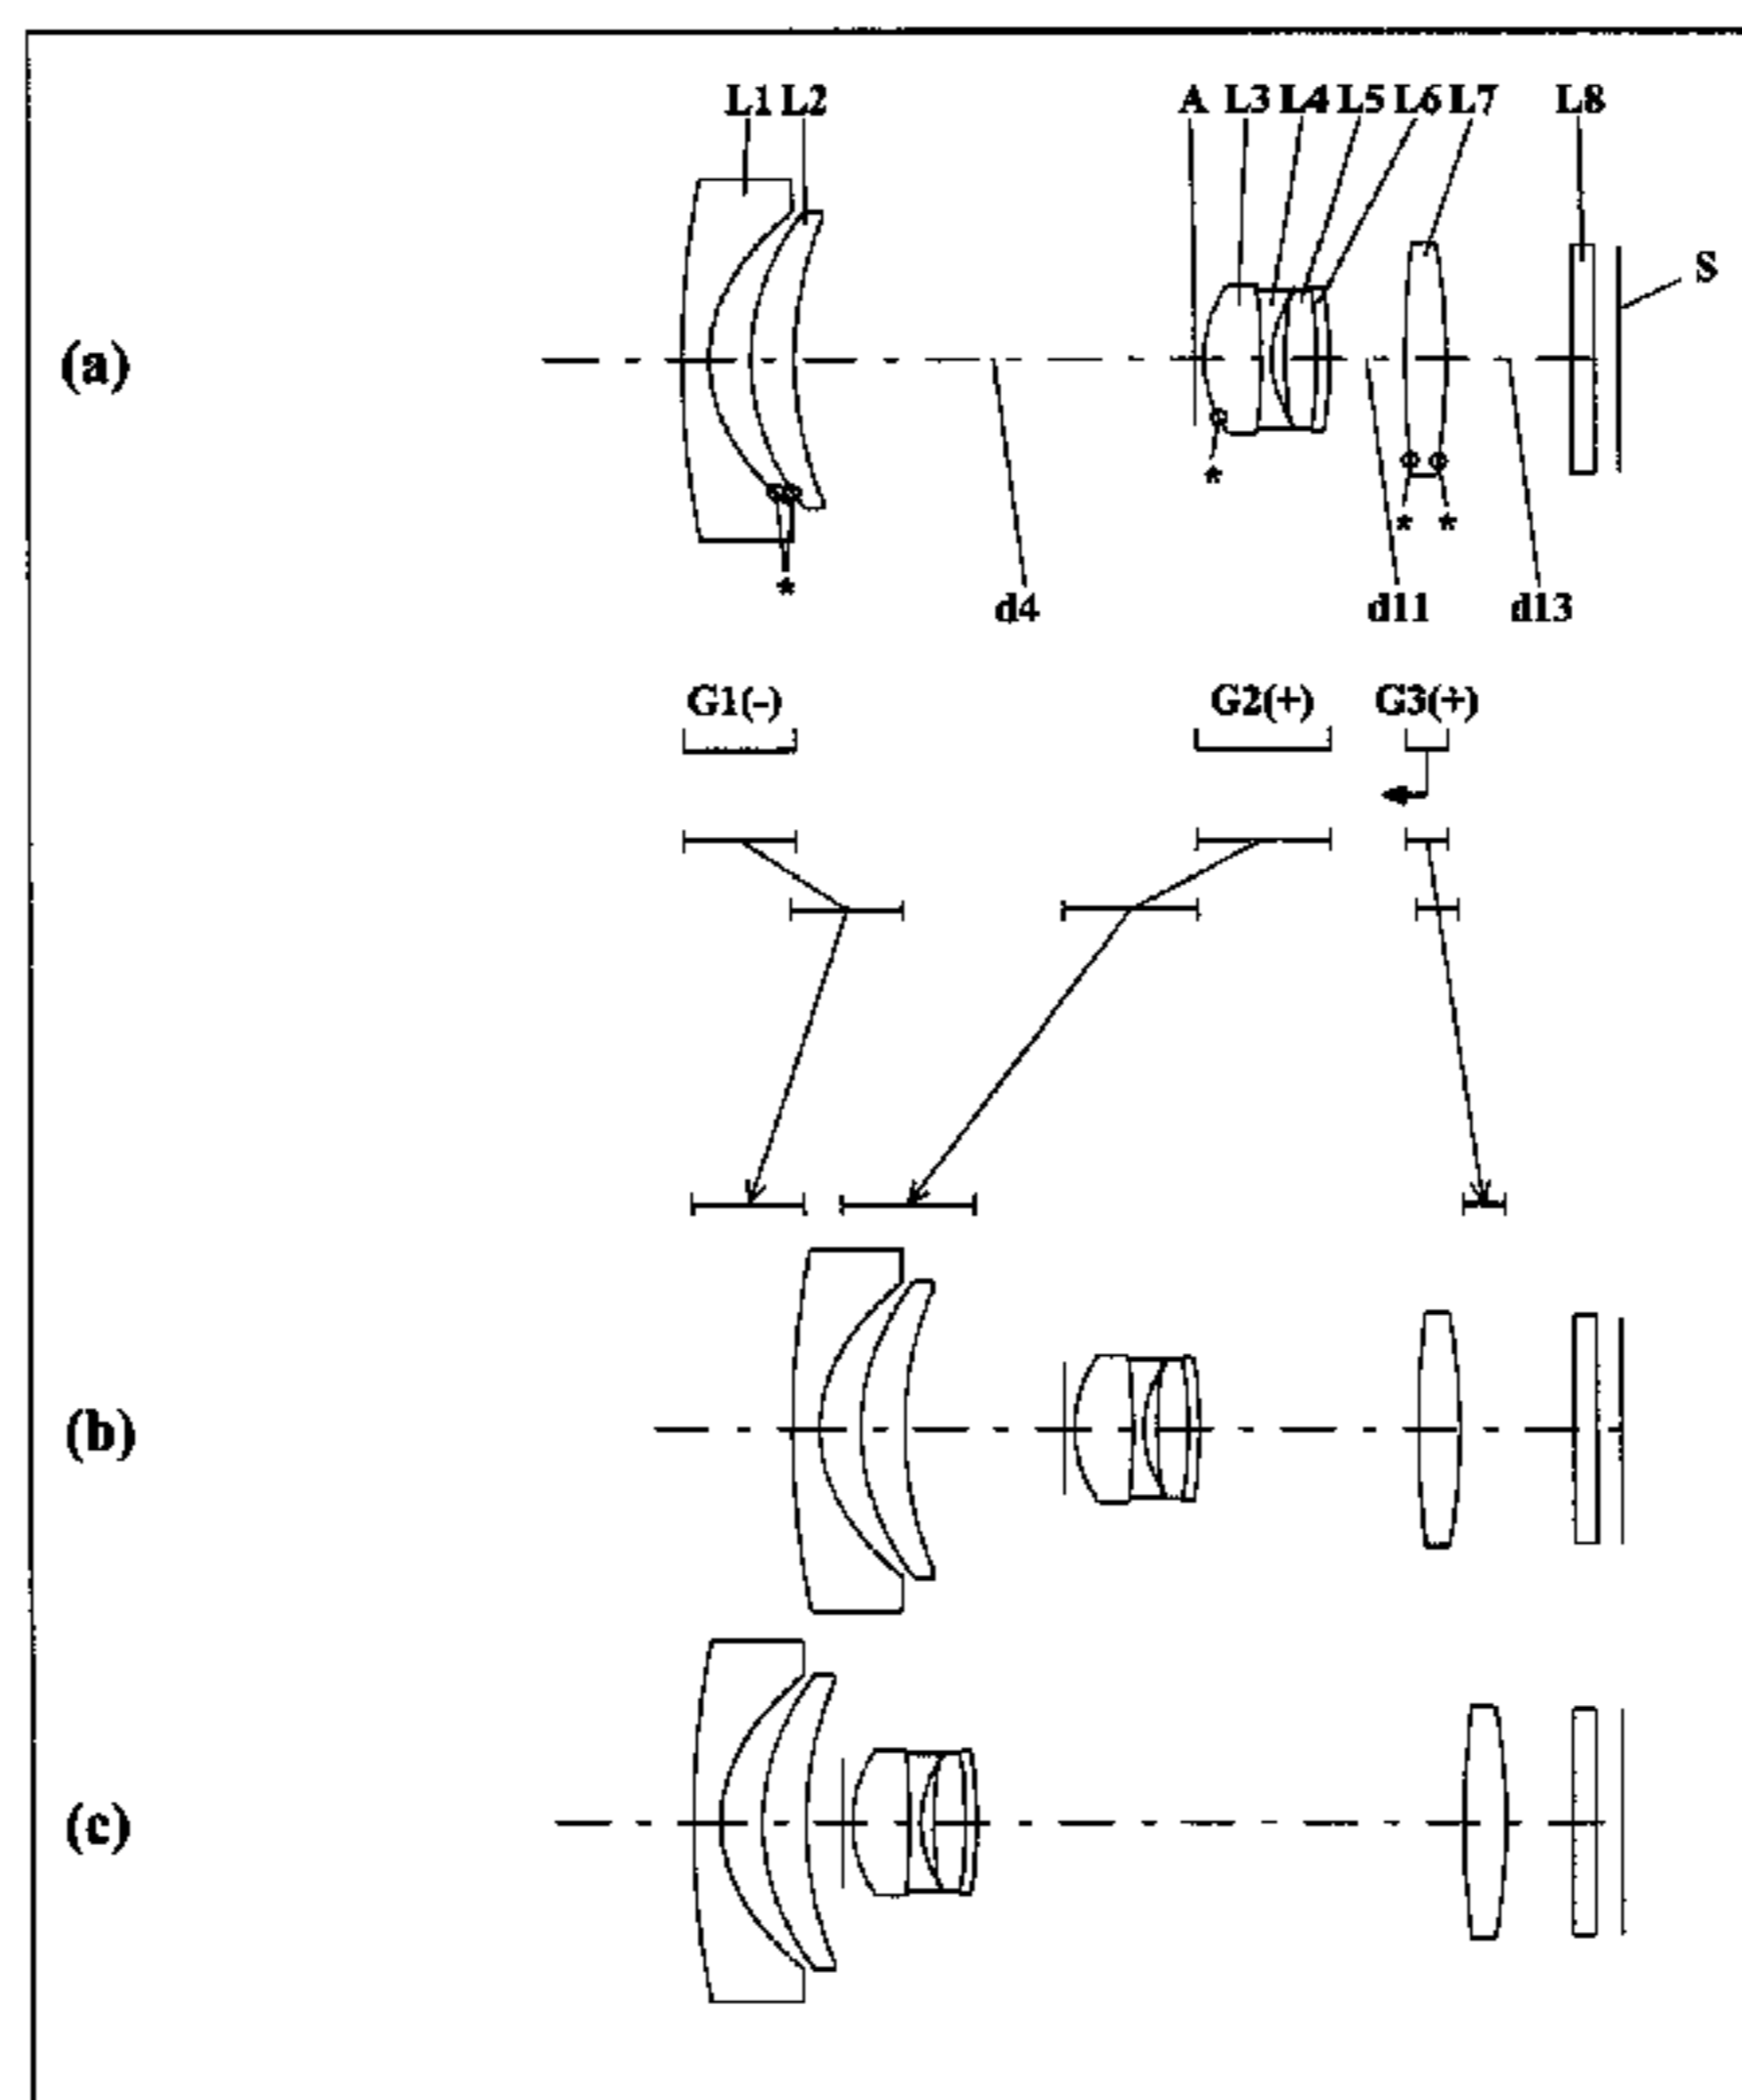 L1 L2 A L3 L4 L5 L6 L7 L8
S
(a)
* * *
*
d4 d11 d13
G1(-) G2(+) G3(+)
(b)
(c)